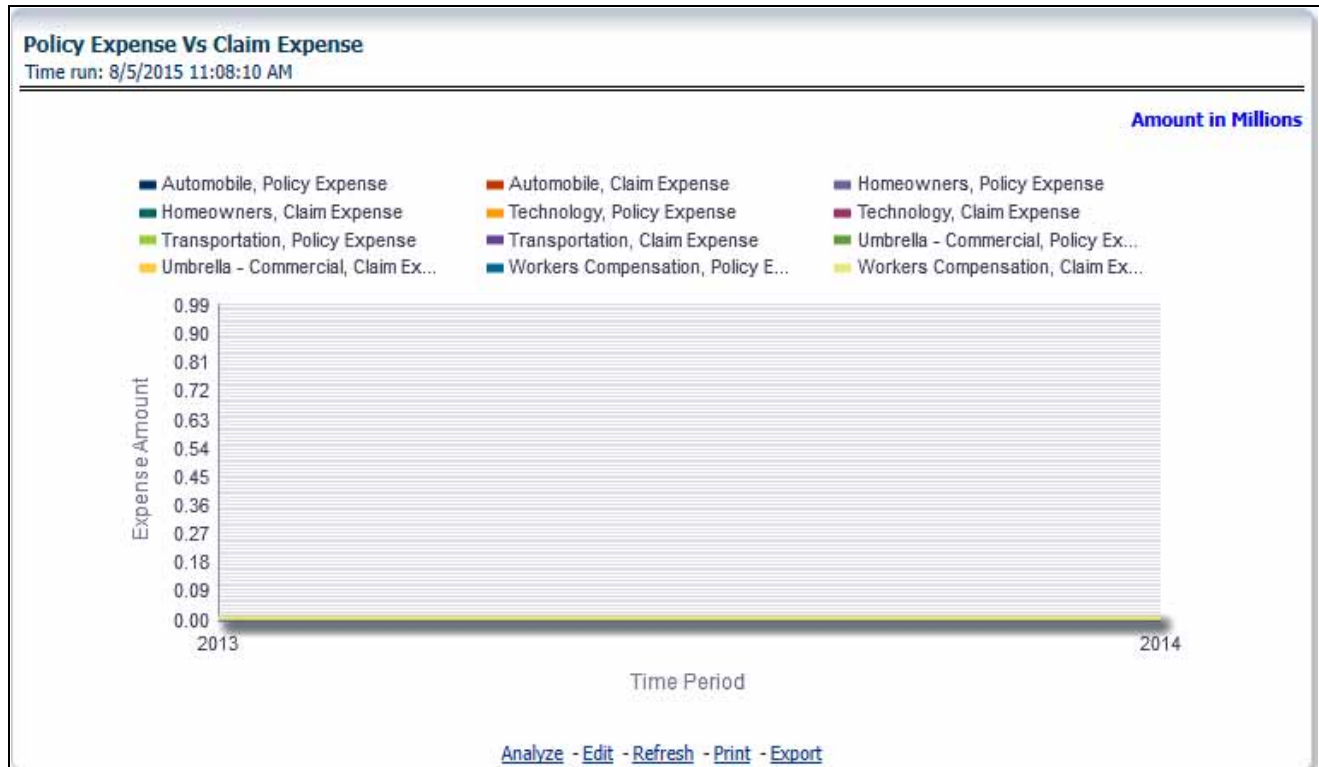 Policy Expense Vs Claim Expense
Time run: 8/5/2015 11:08:10 AM
Amount in Millions
Automobile, Policy Expense Automobile, Claim Expense Homeowners, Policy Expense
Homeowners, Claim Expense Technology, Policy Expense Technology, Claim Expense
Transportation, Policy Expense Transportation, Claim Expense Umbrella - Commercial, Policy Ex...
Umbrella - Commercial, Claim Ex... Workers Compensation, Policy E... Workers Compensation, Claim Ex...
Expense Amount
0.99
0.90
0.81
0.72
0.63
0.54
0.45
0.36
0.27
0.18
0.09
0.00
2013 2014
Time Period
Analyze - Edit - Refresh - Print - Export